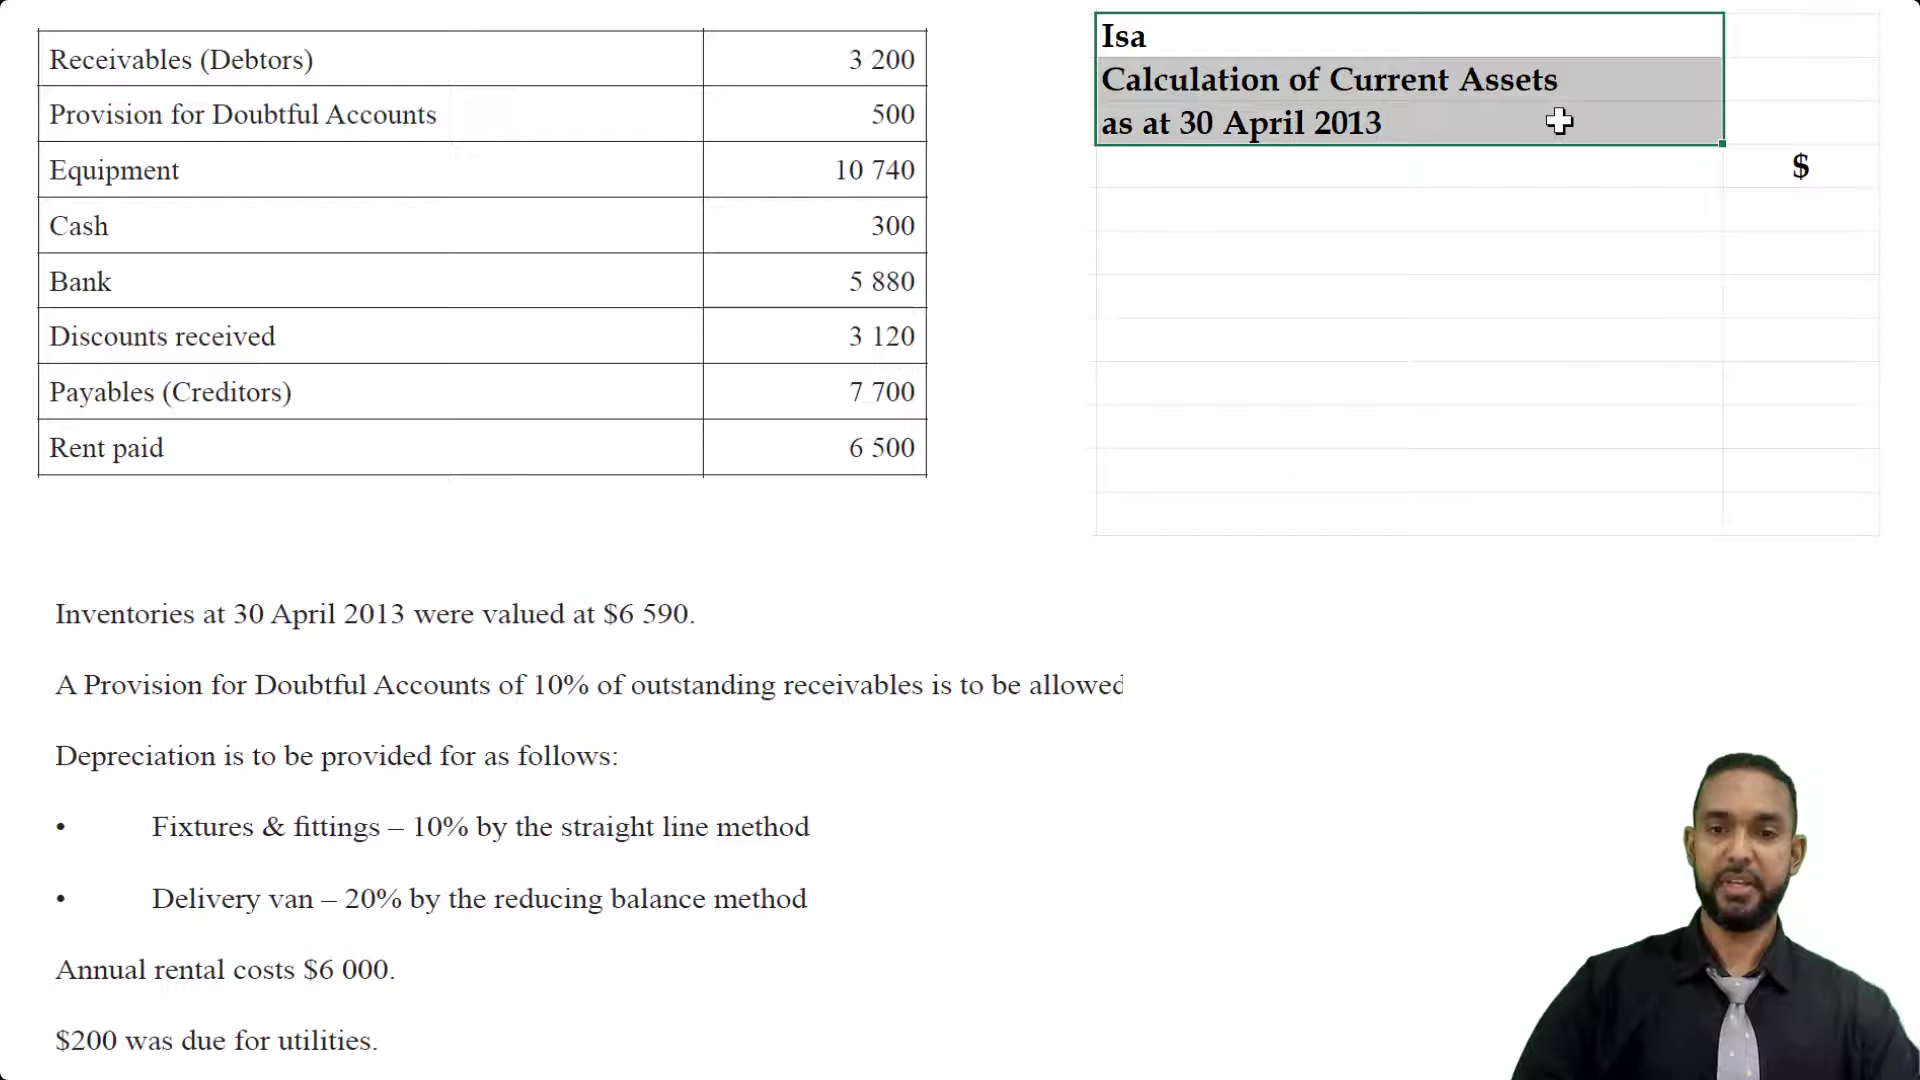 Receivables (Debtors) 3 200
Provision for Doubtful Accounts 500
Equipment 10 740
Cash 300
Bank 5 880
Discounts received 3 120
Payables (Creditors) 7 700
Rent paid 6 500
Isa
Calculation of Current Assets
as at 30 April 2013
$
Inventories at 30 April 2013 were valued at $6 590.
A Provision for Doubtful Accounts of 10% of outstanding receivables is to be allowed
Depreciation is to be provided for as follows:
• Fixtures & fittings – 10% by the straight line method
• Delivery van – 20% by the reducing balance method
Annual rental costs $6 000.
$200 was due for utilities.